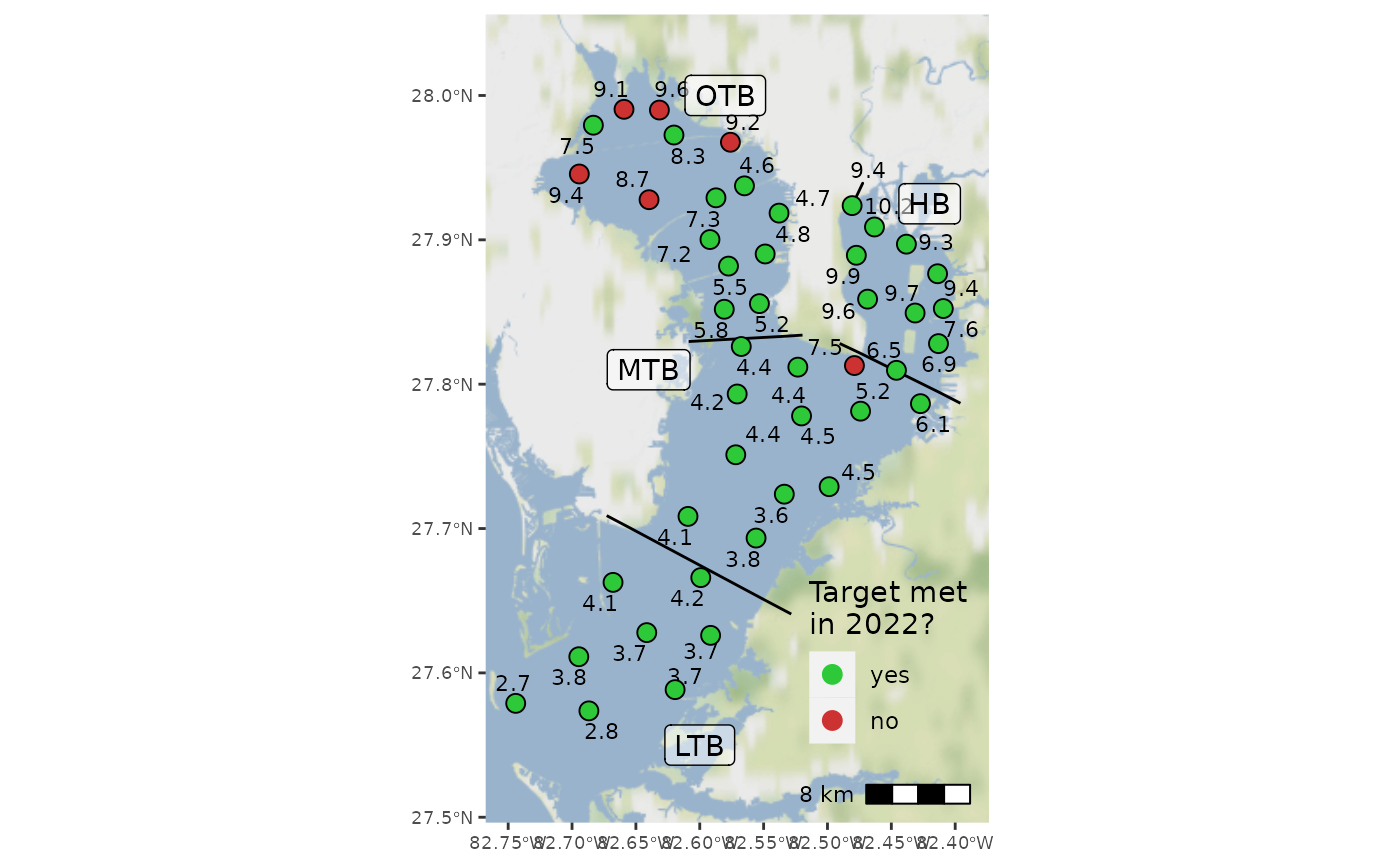 9.1
9.6
28.0°N
OTB
9.2
7.5
8.3
4.6
9.4
8.7
9.4
4.7
10.2
HB
7.3
27.9°N
4.8
9.3
7.2
9.9
5.5
9.4
9.7
9.6
5.8
5.2
7.6
7.5
6.5
MTB
4.4
6.9
27.8°N
4.2
4.4
5.2
6.1
4.4
4.5
4.5
3.6
27.7°N
4.1
3.8
Target met
in 2022?
4.1
4.2
3.7
3.7
yes
27.6°N
3.8
3.7
2.7
no
2.8
LTB
8 km
27.5°N
82.75°W 82.70°W 82.65°W 82.60°W 82.55°W 82.50°W 82.45°W 82.40°W